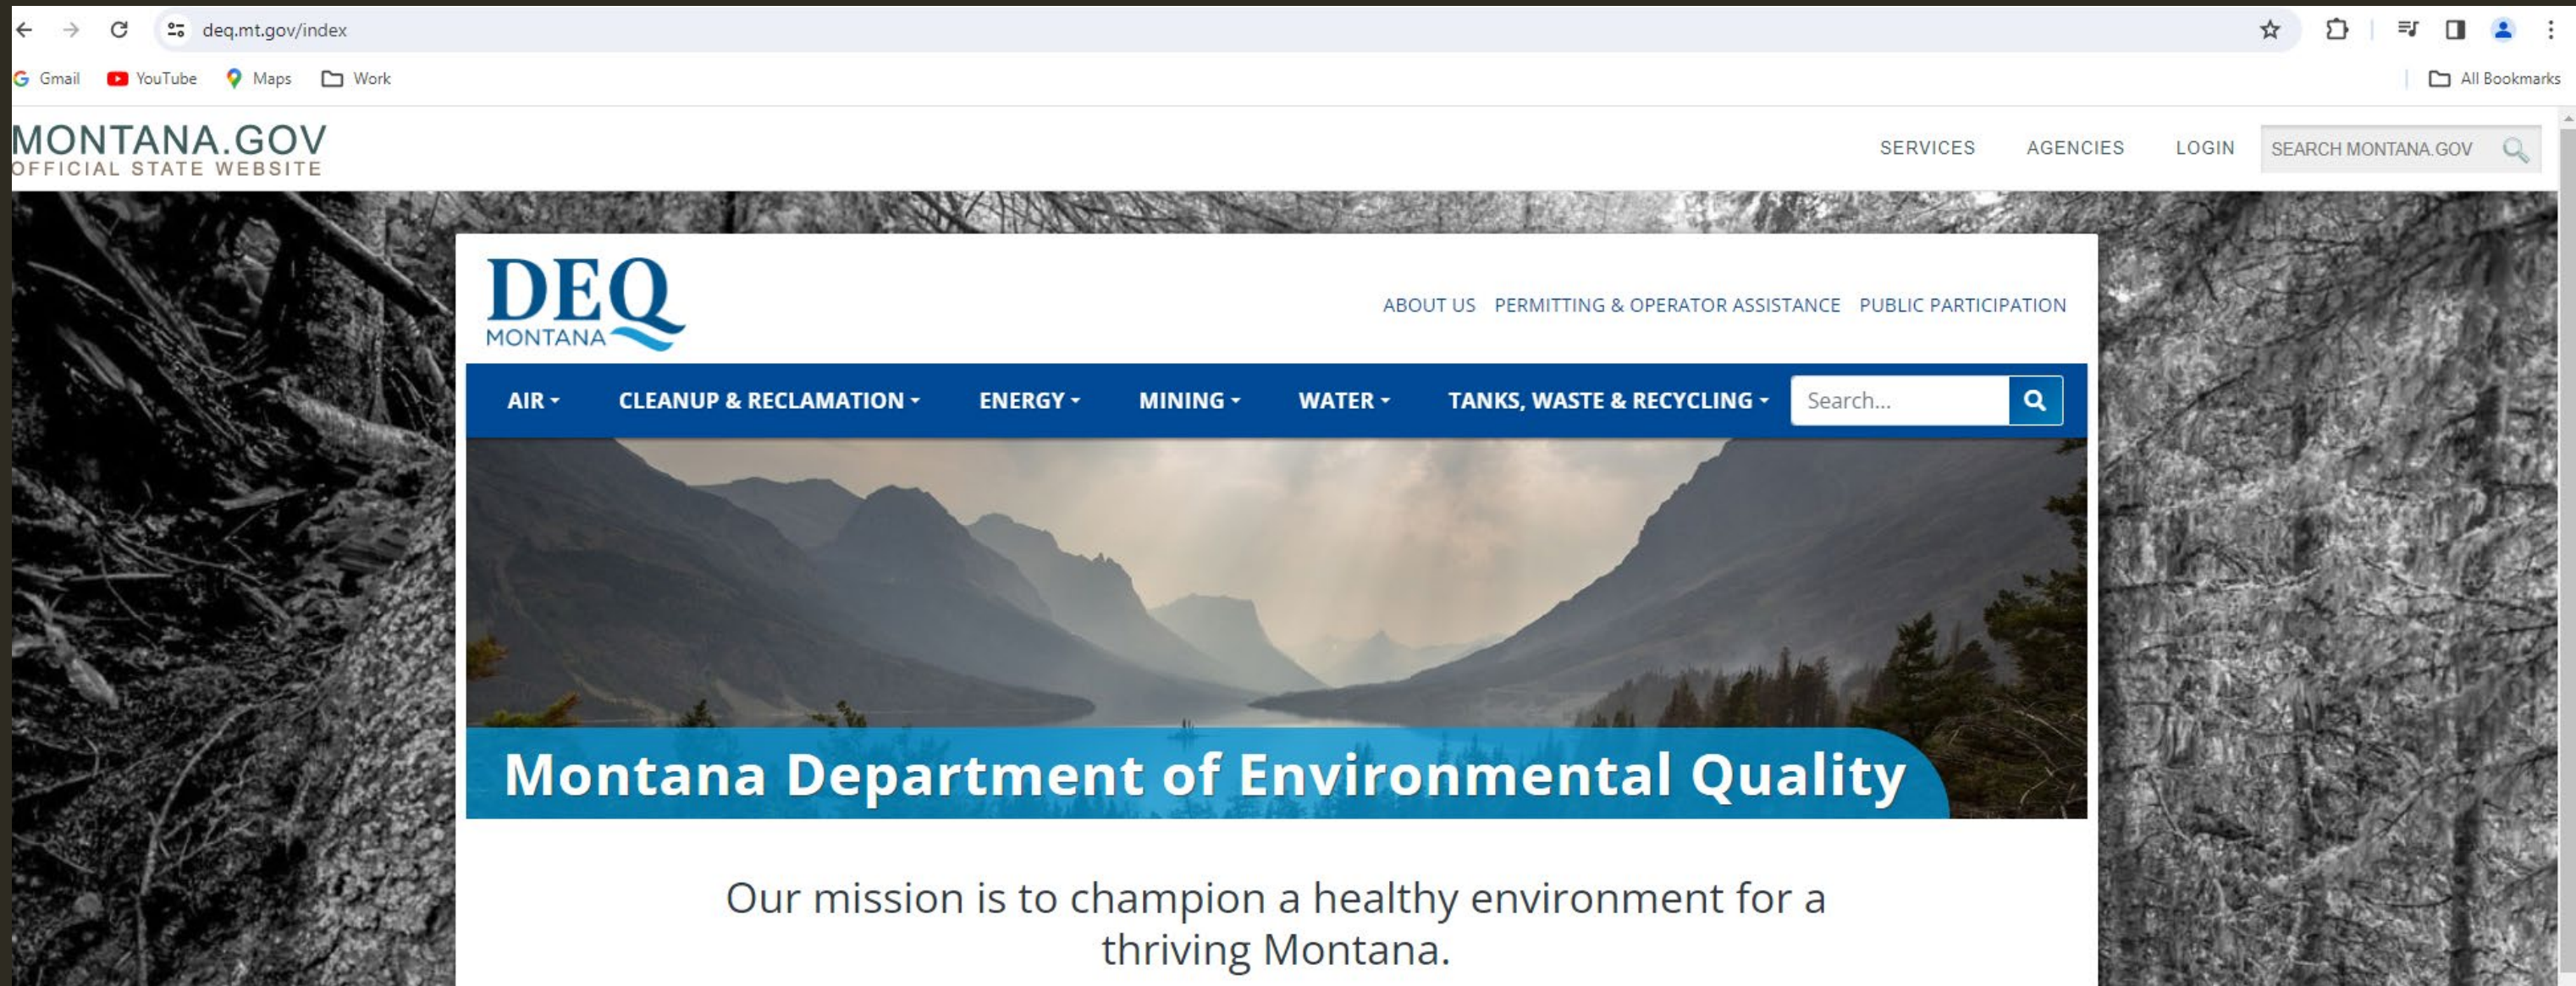 deq.mt.gov/index
Gmail YouTube Maps Work All Bookmarks
MONTANA.GOV
OFFICIAL STATE WEBSITE
SERVICES AGENCIES LOGIN SEARCH MONTANA.GOV
DEQ
MONTANA
ABOUT US PERMITTING & OPERATOR ASSISTANCE PUBLIC PARTICIPATION
AIR CLEANUP & RECLAMATION ENERGY MINING WATER TANKS, WASTE & RECYCLING Search...
Montana Department of Environmental Quality
Our mission is to champion a healthy environment for a
thriving Montana.